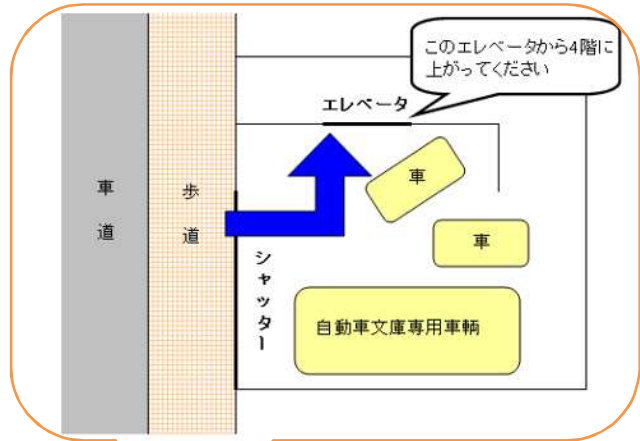 このエレベータから4階に
上がってください
エレベータ
車
車道
歩道
車
シャッター
自動車文庫専用車輌